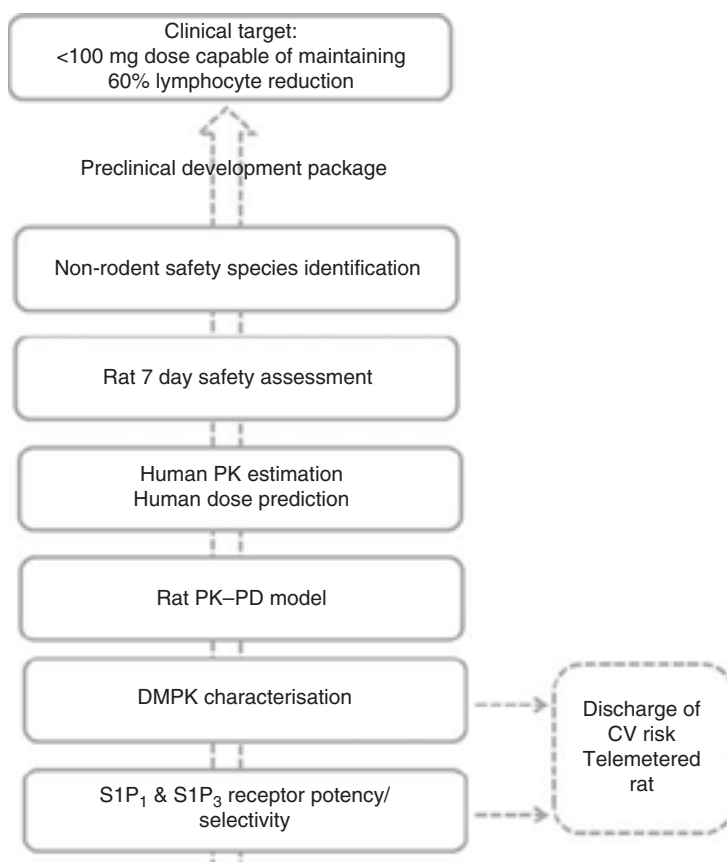 Clinical target:
<100 mg dose capable of maintaining
60% lymphocyte reduction
Preclinical development package
Non-rodent safety species identification
Rat 7 day safety assessment
Human PK estimation
Human dose prediction
Rat PK–PD model
DMPK characterisation
Discharge of
CV risk
Telemetered
rat
S1P₁ & S1P₃ receptor potency/
selectivity